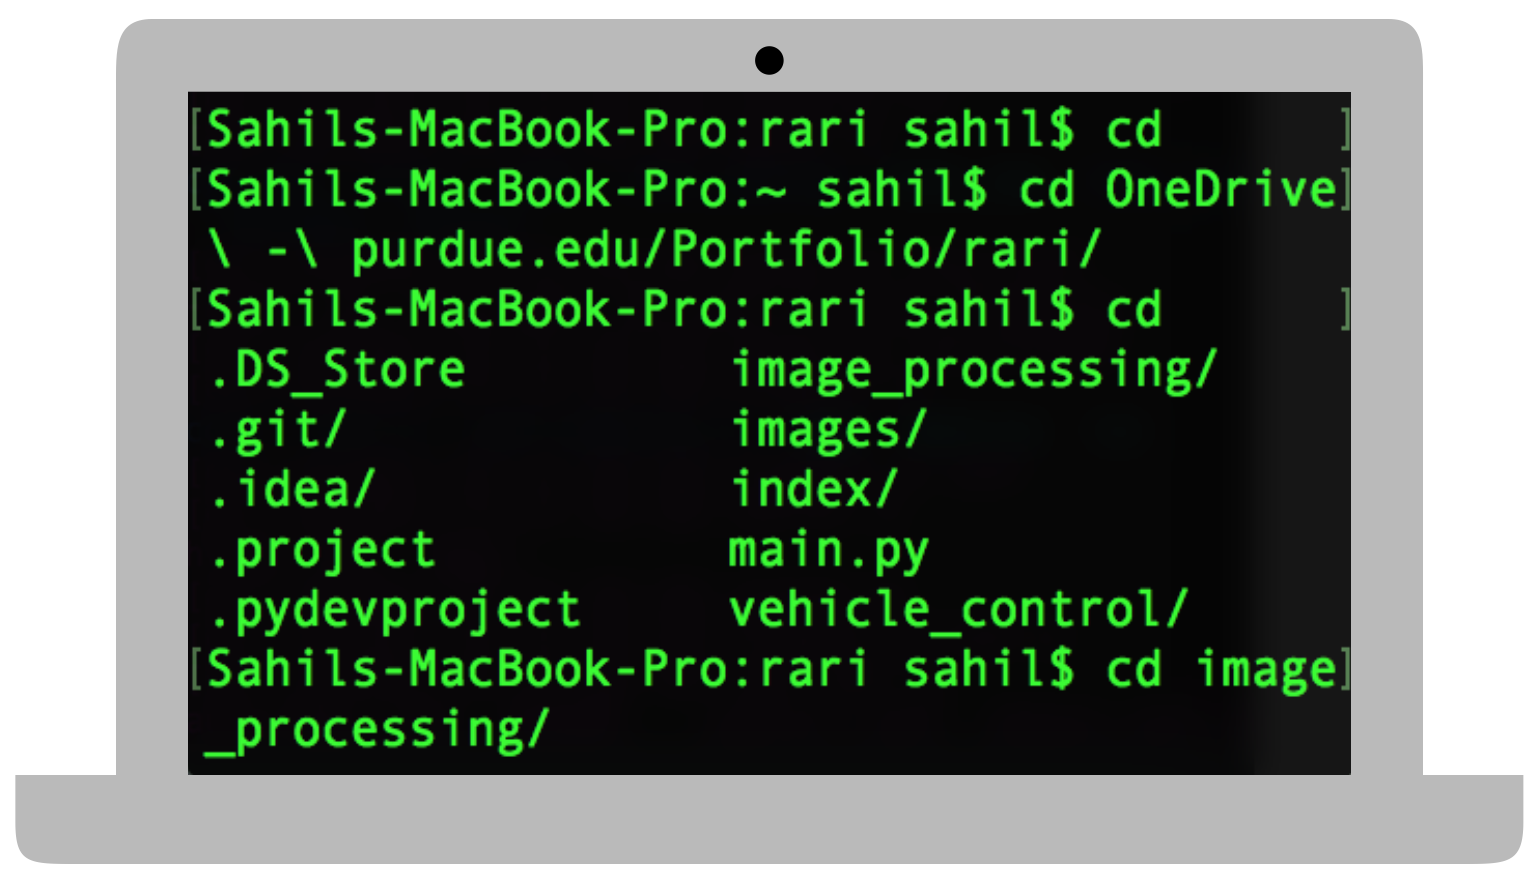 [Sahils-MacBook-Pro:rari sahil$ cd ]
[Sahils-MacBook-Pro:~ sahil$ cd OneDrive]
\ -\ purdue.edu/Portfolio/rari/
[Sahils-MacBook-Pro:rari sahil$ cd ]
.DS_Store image_processing/
.git/ images/
.idea/ index/
.project main.py
.pydevproject vehicle_control/
[Sahils-MacBook-Pro:rari sahil$ cd image]
_processing/